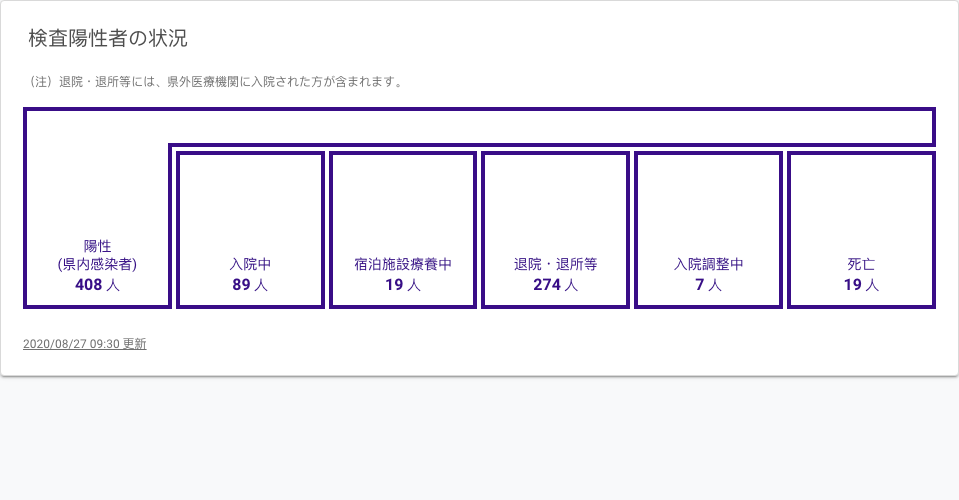 検査陽性者の状況
（注）退院・退所等には、県外医療機関に入院された方が含まれます。
陽性
(県内感染者)
408 人
入院中
89 人
宿泊施設療養中
19 人
退院・退所等
274 人
入院調整中
7 人
死亡
19 人
2020/08/27 09:30 更新